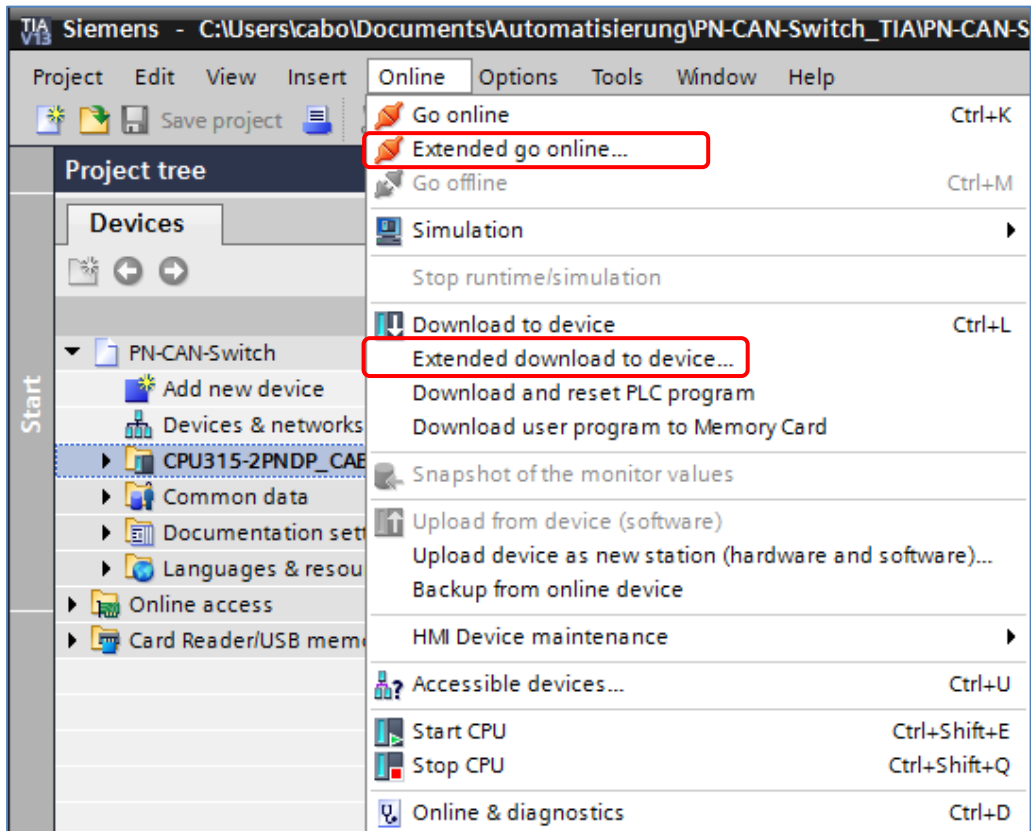 TIA V13 Siemens - C:\Users\cabo\Documents\Automatisierung\PN-CAN-Switch_TIA\PN-CAN-S
Project Edit View Insert Online Options Tools Window Help
Save project
Go online Ctrl+K
Extended go online...
Go offline Ctrl+M
Simulation
Stop runtime/simulation
Download to device Ctrl+L
Extended download to device...
Download and reset PLC program
Download user program to Memory Card
Snapshot of the monitor values
Upload from device (software)
Upload device as new station (hardware and software)...
Backup from online device
HMI Device maintenance
Accessible devices... Ctrl+U
Start CPU Ctrl+Shift+E
Stop CPU Ctrl+Shift+Q
Online & diagnostics Ctrl+D
Start
Project tree
Devices
PN-CAN-Switch
Add new device
Devices & networks
CPU315-2PNDP_CAB
Common data
Documentation sett
Languages & resou
Online access
Card Reader/USB mem